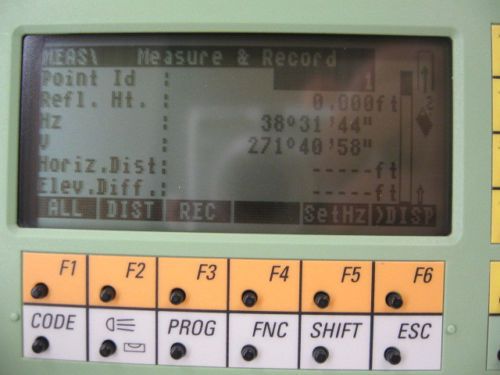 MEAS\ Measure & Record
Point Id : 1
Refl. Ht. : 0.000ft
Hz : 38°31'44"
V : 271°40'58"
Horiz.Dist: -----ft
Elev.Diff.: -----ft
ALL DIST REC SetHz )DISP
F1 F2 F3 F4 F5 F6
CODE PROG FNC SHIFT ESC